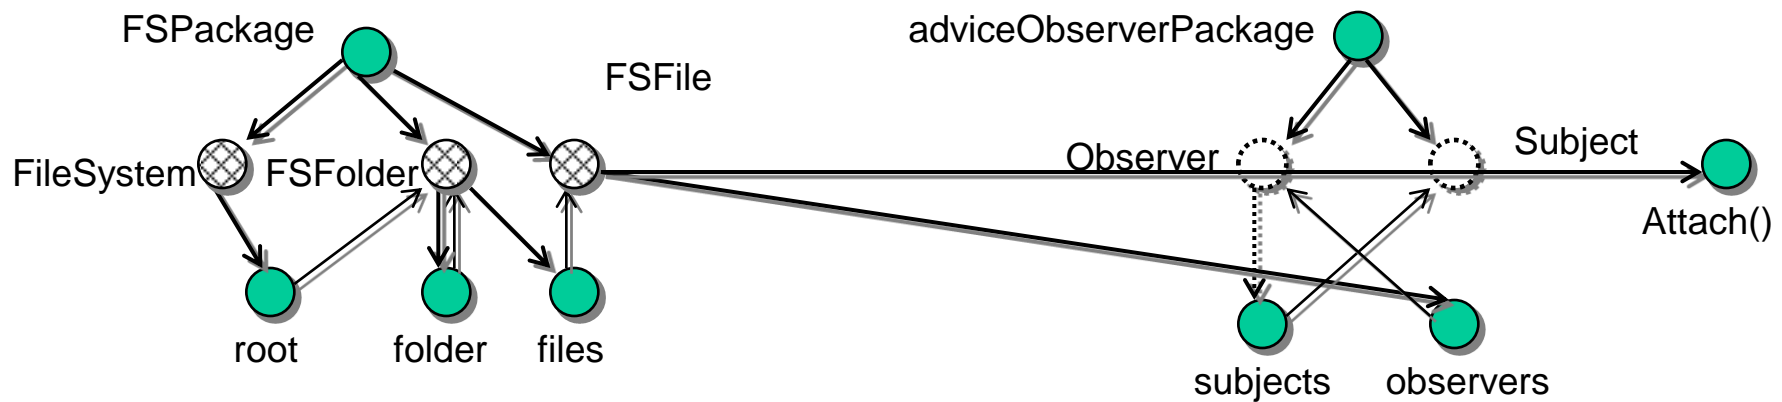 FSPackage
adviceObserverPackage
FSFile
Observer
Subject
FileSystem
FSFolder
Attach()
root
folder
files
subjects
observers